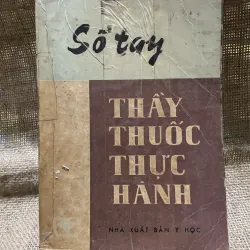 Sổ tay
THẦY
THUỐC
THỰC
HÀNH
NHÀ XUẤT BẢN Y HỌC